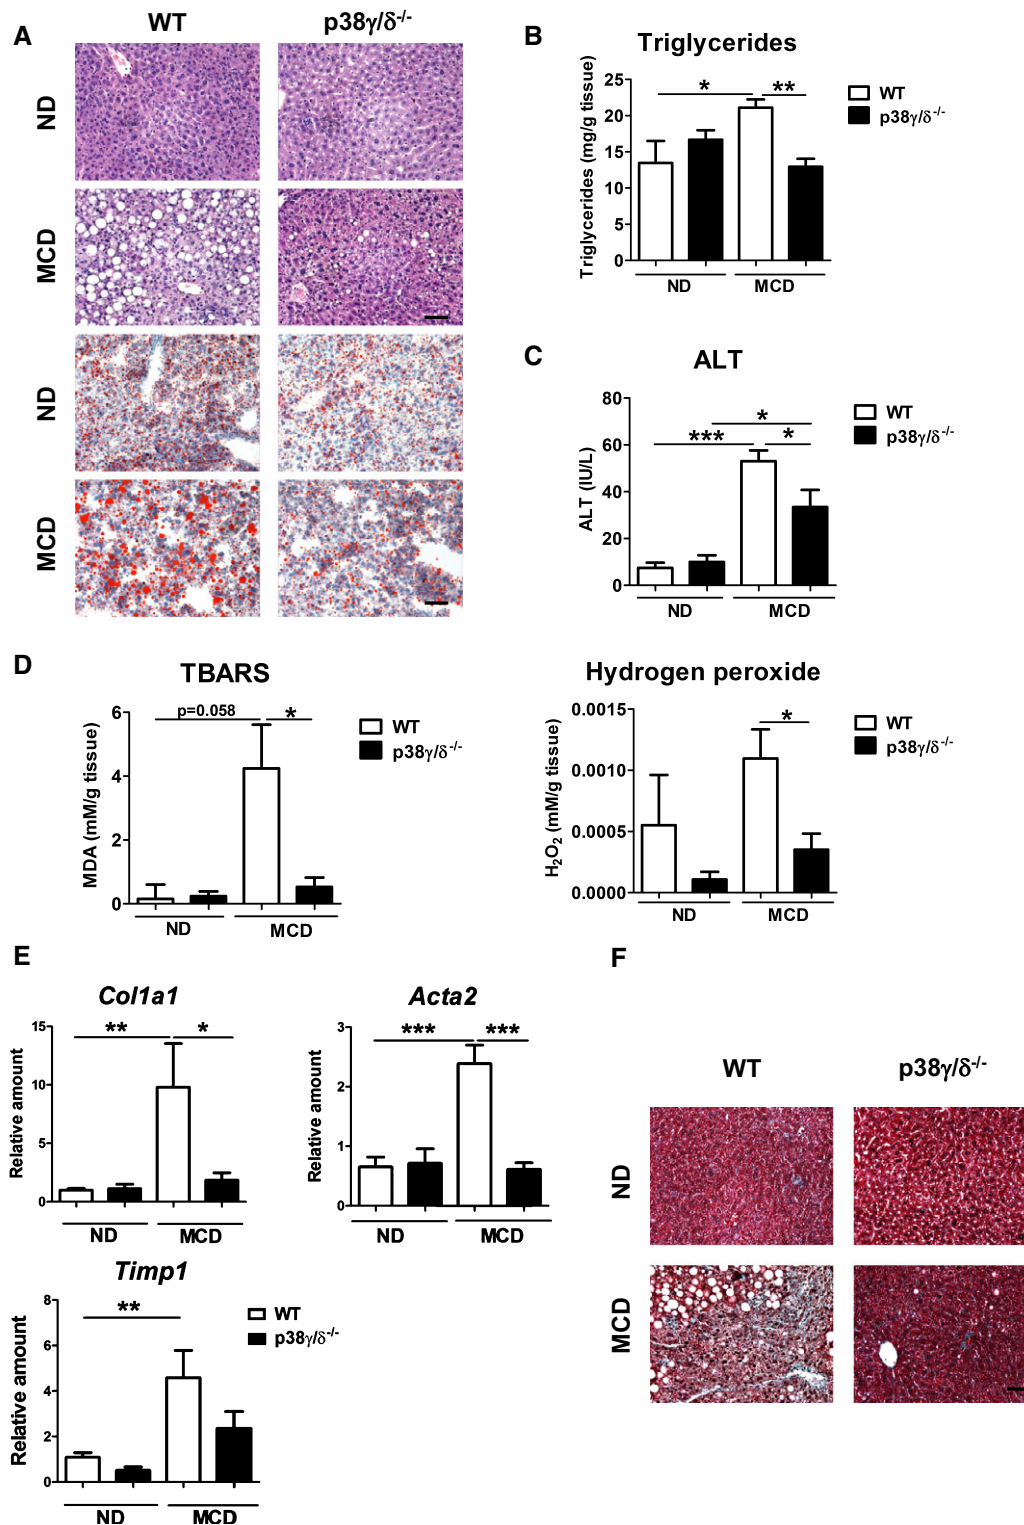 A
WT
p38γ/δ-/-
ND
MCD
ND
MCD
B
Triglycerides
Triglycerides (mg/g tissue)
25
20
15
10
5
0
*
**
ND
MCD
WT
p38γ/δ-/-
C
ALT
ALT (IU/L)
80
60
40
20
0
***
*
*
ND
MCD
WT
p38γ/δ-/-
D
TBARS
MDA (mM/g tissue)
6
4
2
0
p=0.058
*
ND
MCD
WT
p38γ/δ-/-
Hydrogen peroxide
H2O2 (mM/g tissue)
0.0015
0.0010
0.0005
0.0000
*
ND
MCD
WT
p38γ/δ-/-
E
Col1a1
Relative amount
15
10
5
0
**
*
ND
MCD
Acta2
Relative amount
3
2
1
0
***
***
ND
MCD
Timp1
Relative amount
8
6
4
2
0
**
ND
MCD
WT
p38γ/δ-/-
F
WT
p38γ/δ-/-
ND
MCD